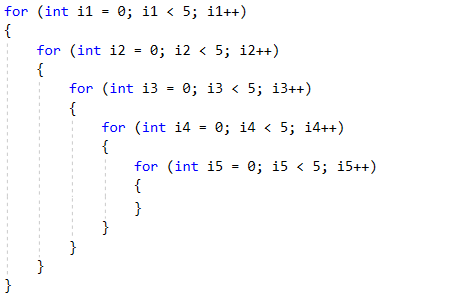 for (int i1 = 0; i1 < 5; i1++)
{
for (int i2 = 0; i2 < 5; i2++)
{
for (int i3 = 0; i3 < 5; i3++)
{
for (int i4 = 0; i4 < 5; i4++)
{
for (int i5 = 0; i5 < 5; i5++)
{
}
}
}
}
}